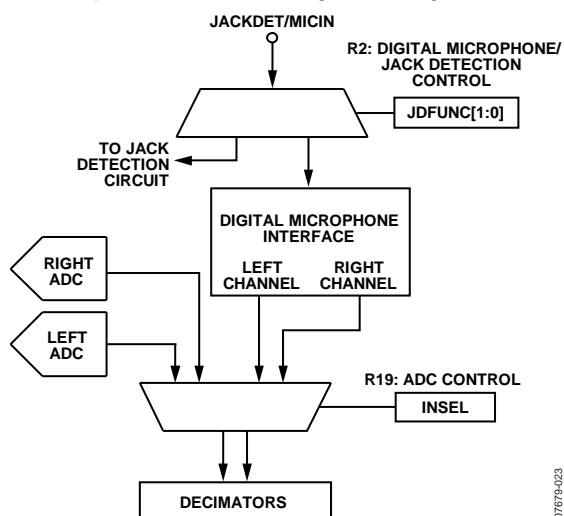 JACKDET/MICIN
R2: DIGITAL MICROPHONE/
JACK DETECTION
CONTROL
JDFUNC[1:0]
TO JACK
DETECTION
CIRCUIT
DIGITAL MICROPHONE
INTERFACE
LEFT
CHANNEL
RIGHT
CHANNEL
RIGHT
ADC
LEFT
ADC
R19: ADC CONTROL
INSEL
DECIMATORS
07679-023